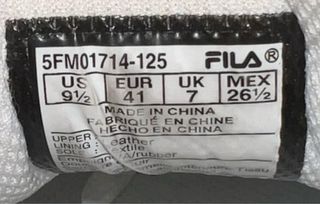 5FM01714-125 FILA®
US EUR UK MEX
9½ 41 7 26½
MADE IN CHINA
FABRIQUÉ EN CHINE
HECHO EN CHINA
UPPER: Leather
LINING: Textile
SOLE: /rubber